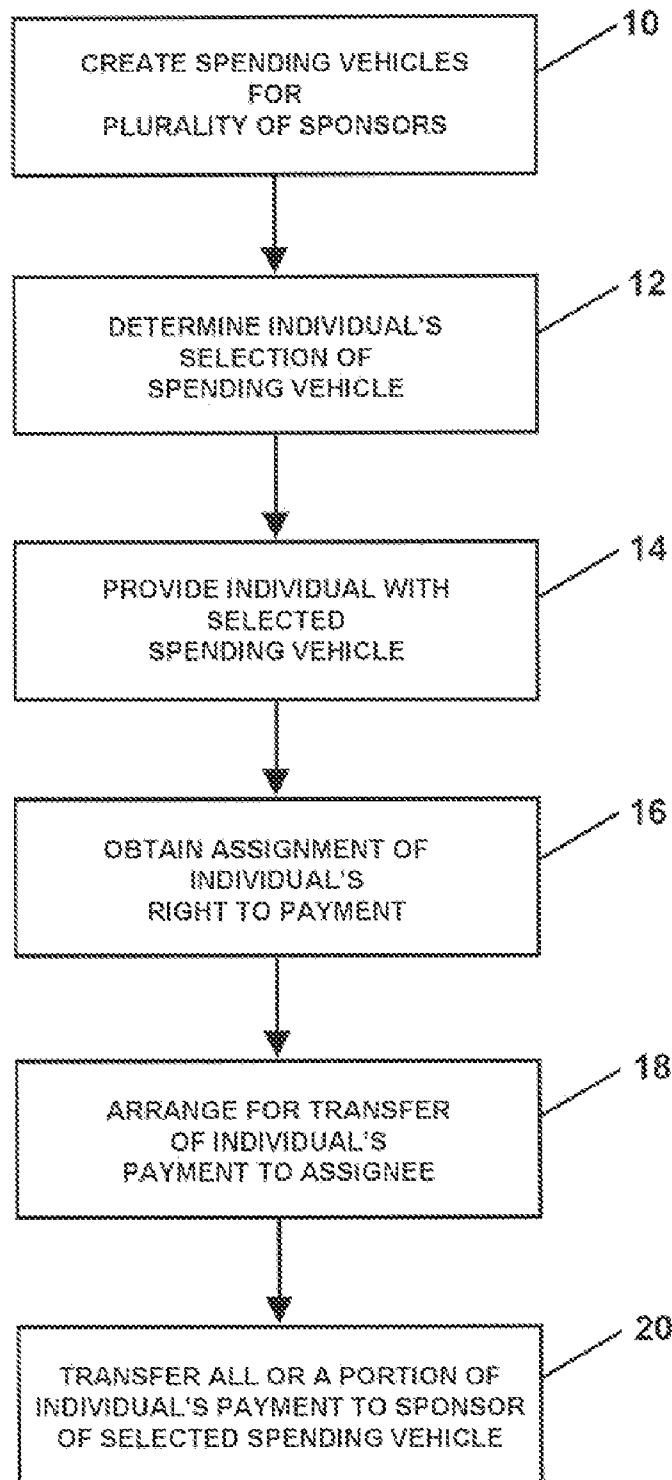 10
CREATE SPENDING VEHICLES
FOR
PLURALITY OF SPONSORS
12
DETERMINE INDIVIDUAL'S
SELECTION OF
SPENDING VEHICLE
14
PROVIDE INDIVIDUAL WITH
SELECTED
SPENDING VEHICLE
16
OBTAIN ASSIGNMENT OF
INDIVIDUAL'S
RIGHT TO PAYMENT
18
ARRANGE FOR TRANSFER
OF INDIVIDUAL'S
PAYMENT TO ASSIGNEE
20
TRANSFER ALL OR A PORTION OF
INDIVIDUAL'S PAYMENT TO SPONSOR
OF SELECTED SPENDING VEHICLE